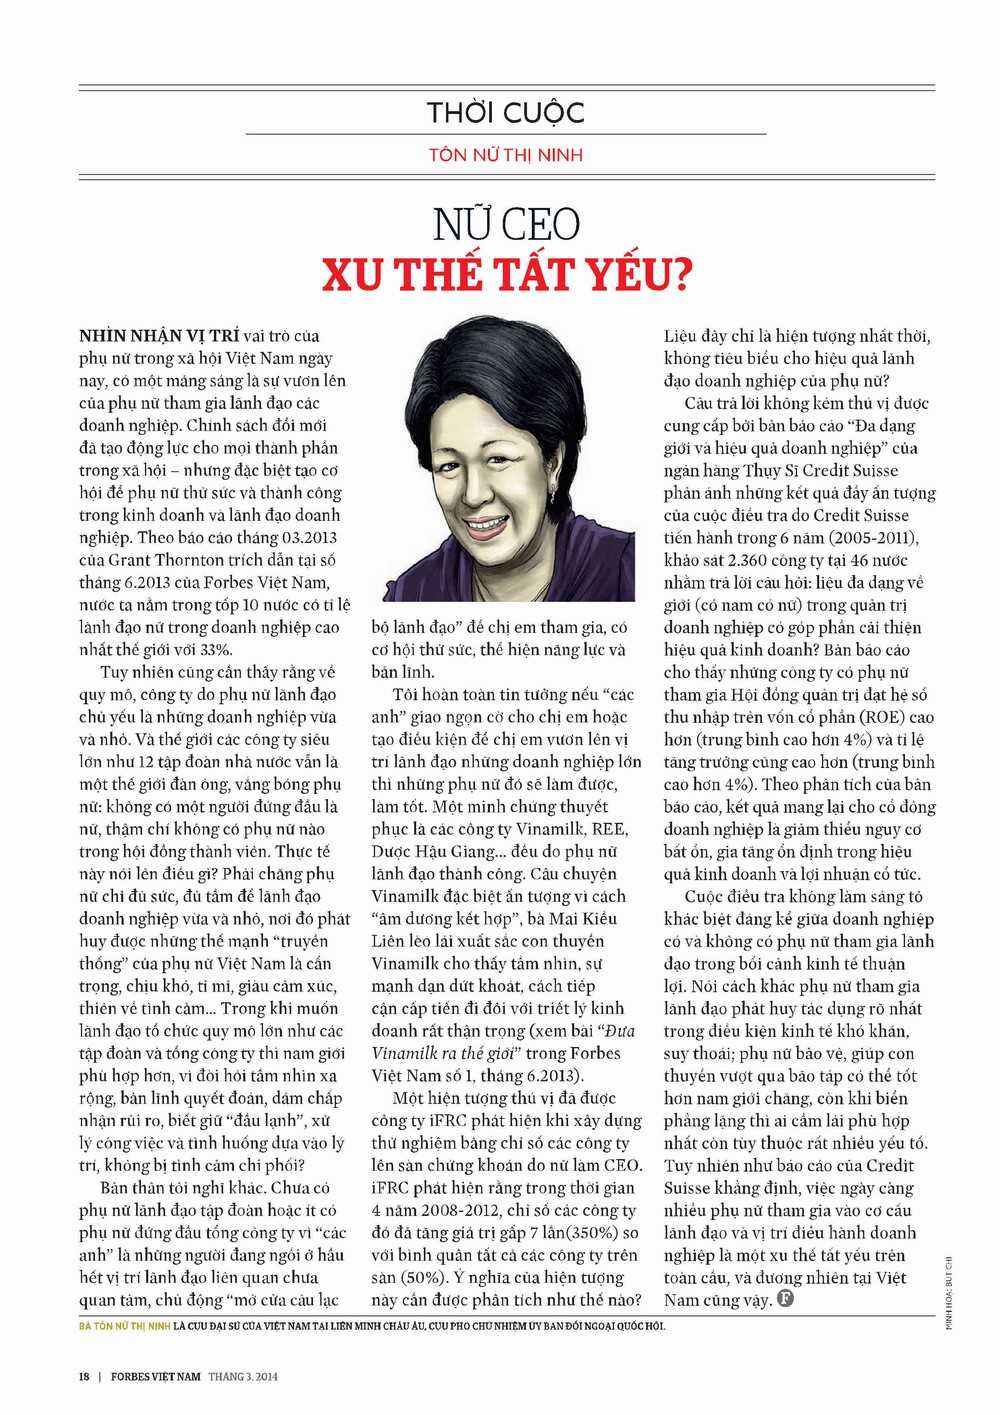 THỜI CUỘC
TÔN NỮ THỊ NINH
NỮ CEO
XU THẾ TẤT YẾU?
NHÌN NHẬN VỊ TRÍ vai trò của
phụ nữ trong xã hội Việt Nam ngày
nay, có một mảng sáng là sự vươn lên
của phụ nữ tham gia lãnh đạo các
doanh nghiệp. Chính sách đổi mới
đã tạo động lực cho mọi thành phần
trong xã hội – nhưng đặc biệt tạo cơ
hội để phụ nữ thử sức và thành công
trong kinh doanh và lãnh đạo doanh
nghiệp. Theo báo cáo tháng 03.2013
của Grant Thornton trích dẫn tại số
tháng 6.2013 của Forbes Việt Nam,
nước ta nằm trong tốp 10 nước có tỉ lệ
lãnh đạo nữ trong doanh nghiệp cao
nhất thế giới với 33%.
Tuy nhiên cũng cần thấy rằng về
quy mô, công ty do phụ nữ lãnh đạo
chủ yếu là những doanh nghiệp vừa
và nhỏ. Và thế giới các công ty siêu
lớn như 12 tập đoàn nhà nước vẫn là
một thế giới đàn ông, vắng bóng phụ
nữ: không có một người đứng đầu là
nữ, thậm chí không có phụ nữ nào
trong hội đồng thành viên. Thực tế
này nói lên điều gì? Phải chăng phụ
nữ chỉ đủ sức, đủ tầm để lãnh đạo
doanh nghiệp vừa và nhỏ, nơi đó phát
huy được những thế mạnh “truyền
thống” của phụ nữ Việt Nam là cẩn
trọng, chịu khó, tỉ mỉ, giàu cảm xúc,
thiên về tình cảm... Trong khi muốn
lãnh đạo tổ chức quy mô lớn như các
tập đoàn và tổng công ty thì nam giới
phù hợp hơn, vì đòi hỏi tầm nhìn xa
rộng, bản lĩnh quyết đoán, dám chấp
nhận rủi ro, biết giữ “đầu lạnh”, xử
lý công việc và tình huống dựa vào lý
trí, không bị tình cảm chi phối?
Bản thân tôi nghĩ khác. Chưa có
phụ nữ lãnh đạo tập đoàn hoặc ít có
phụ nữ đứng đầu tổng công ty vì “các
anh” là những người đang ngồi ở hầu
hết vị trí lãnh đạo liên quan chưa
quan tâm, chủ động “mở cửa câu lạc
bộ lãnh đạo” để chị em tham gia, có
cơ hội thử sức, thể hiện năng lực và
bản lĩnh.
Tôi hoàn toàn tin tưởng nếu “các
anh” giao ngọn cờ cho chị em hoặc
tạo điều kiện để chị em vươn lên vị
trí lãnh đạo những doanh nghiệp lớn
thì những phụ nữ đó sẽ làm được,
làm tốt. Một minh chứng thuyết
phục là các công ty Vinamilk, REE,
Dược Hậu Giang... đều do phụ nữ
lãnh đạo thành công. Câu chuyện
Vinamilk đặc biệt ấn tượng vì cách
“âm dương kết hợp”, bà Mai Kiều
Liên lèo lái xuất sắc con thuyền
Vinamilk cho thấy tầm nhìn, sự
mạnh dạn dứt khoát, cách tiếp
cận cấp tiến đi đôi với triết lý kinh
doanh rất thận trọng (xem bài “Đưa
Vinamilk ra thế giới” trong Forbes
Việt Nam số 1, tháng 6.2013).
Một hiện tượng thú vị đã được
công ty iFRC phát hiện khi xây dựng
thử nghiệm bảng chỉ số các công ty
lên sàn chứng khoán do nữ làm CEO.
iFRC phát hiện rằng trong thời gian
4 năm 2008-2012, chỉ số các công ty
đó đã tăng giá trị gấp 7 lần(350%) so
với bình quân tất cả các công ty trên
sàn (50%). Ý nghĩa của hiện tượng
này cần được phân tích như thế nào?
Liệu đây chỉ là hiện tượng nhất thời,
không tiêu biểu cho hiệu quả lãnh
đạo doanh nghiệp của phụ nữ?
Câu trả lời không kém thú vị được
cung cấp bởi bản báo cáo “Đa dạng
giới và hiệu quả doanh nghiệp” của
ngân hàng Thụy Sĩ Credit Suisse
phản ánh những kết quả đầy ấn tượng
của cuộc điều tra do Credit Suisse
tiến hành trong 6 năm (2005-2011),
khảo sát 2.360 công ty tại 46 nước
nhằm trả lời câu hỏi: liệu đa dạng về
giới (có nam có nữ) trong quản trị
doanh nghiệp có góp phần cải thiện
hiệu quả kinh doanh? Bản báo cáo
cho thấy những công ty có phụ nữ
tham gia Hội đồng quản trị đạt hệ số
thu nhập trên vốn cổ phần (ROE) cao
hơn (trung bình cao hơn 4%) và tỉ lệ
tăng trưởng cũng cao hơn (trung bình
cao hơn 4%). Theo phân tích của bản
báo cáo, kết quả mang lại cho cổ đông
doanh nghiệp là giảm thiểu nguy cơ
bất ổn, gia tăng ổn định trong hiệu
quả kinh doanh và lợi nhuận cổ tức.
Cuộc điều tra không làm sáng tỏ
khác biệt đáng kể giữa doanh nghiệp
có và không có phụ nữ tham gia lãnh
đạo trong bối cảnh kinh tế thuận
lợi. Nói cách khác phụ nữ tham gia
lãnh đạo phát huy tác dụng rõ nhất
trong điều kiện kinh tế khó khăn,
suy thoái; phụ nữ bảo vệ, giúp con
thuyền vượt qua bão táp có thể tốt
hơn nam giới chăng, còn khi biển
phẳng lặng thì ai cầm lái phù hợp
nhất còn tùy thuộc rất nhiều yếu tố.
Tuy nhiên như báo cáo của Credit
Suisse khẳng định, việc ngày càng
nhiều phụ nữ tham gia vào cơ cấu
lãnh đạo và vị trí điều hành doanh
nghiệp là một xu thế tất yếu trên
toàn cầu, và đương nhiên tại Việt
Nam cũng vậy. F
MINH HỌA: BÚT CHÌ
BÀ TÔN NỮ THỊ NINH LÀ CỰU ĐẠI SỨ CỦA VIỆT NAM TẠI LIÊN MINH CHÂU ÂU, CỰU PHÓ CHỦ NHIỆM ỦY BAN ĐỐI NGOẠI QUỐC HỘI.
18 | FORBES VIỆT NAM THÁNG 3. 2014